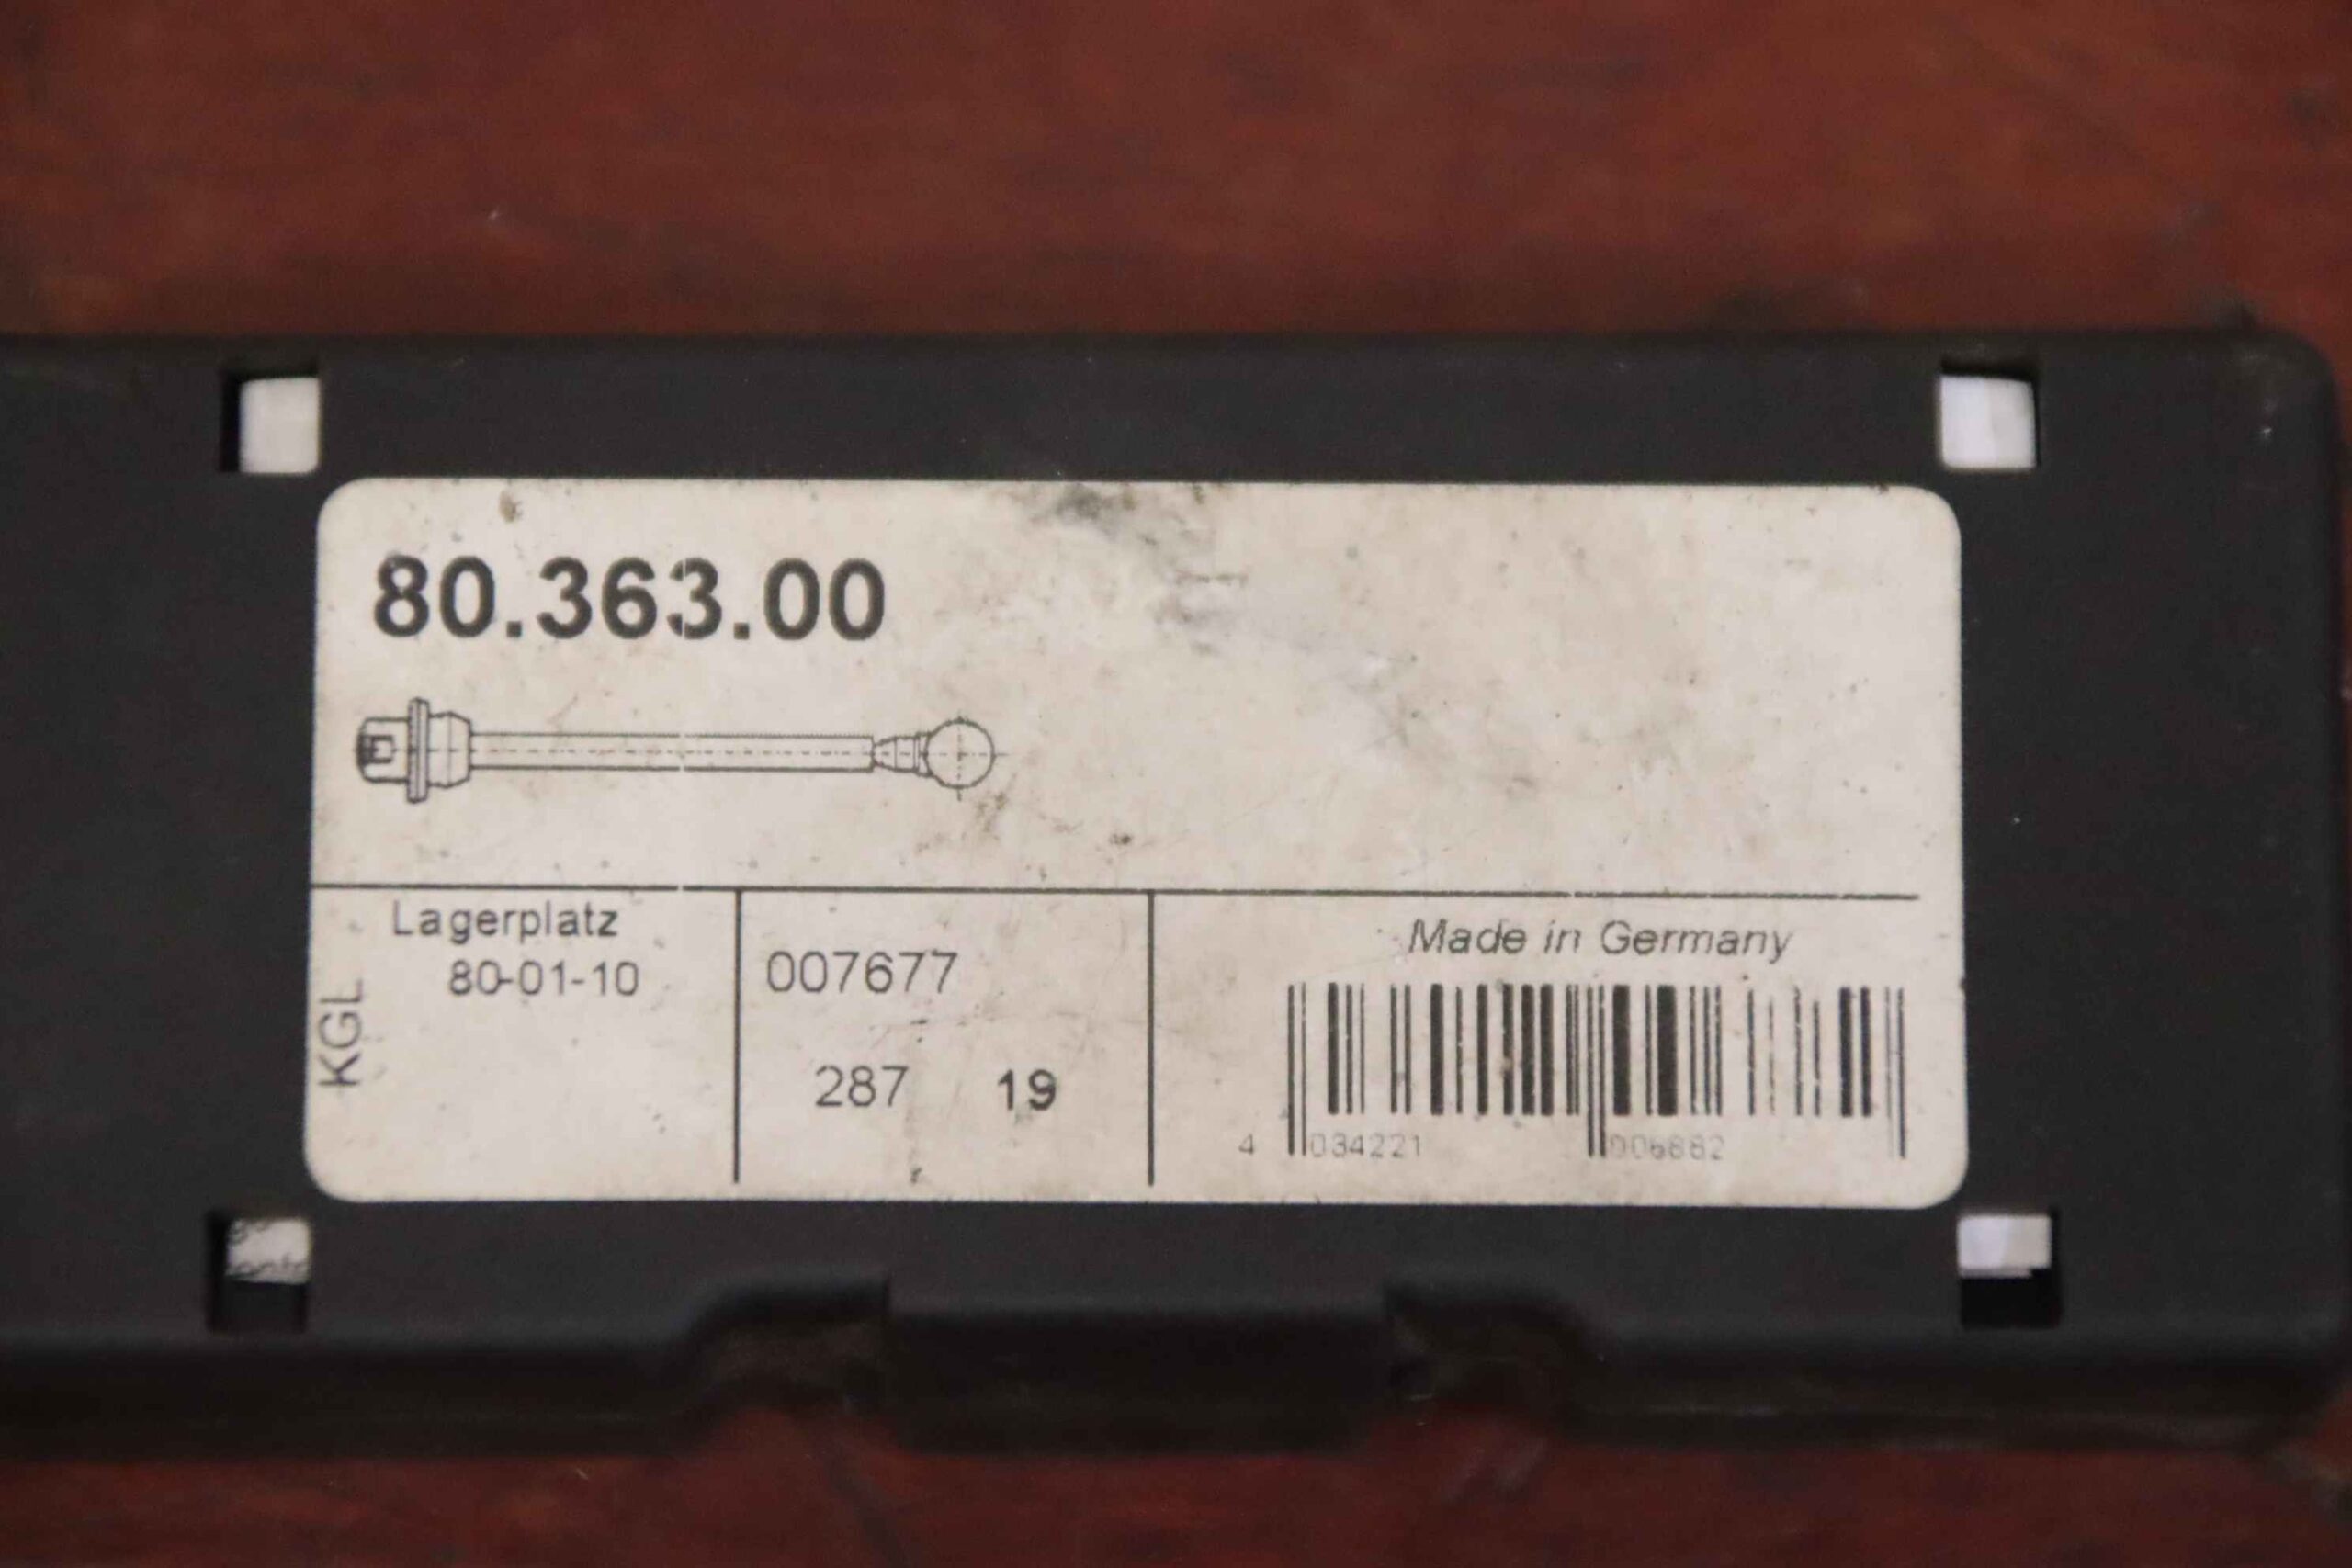 80.363.00
Lagerplatz
80-01-10
KGL
007677
287 19
Made in Germany
4 034221 006882